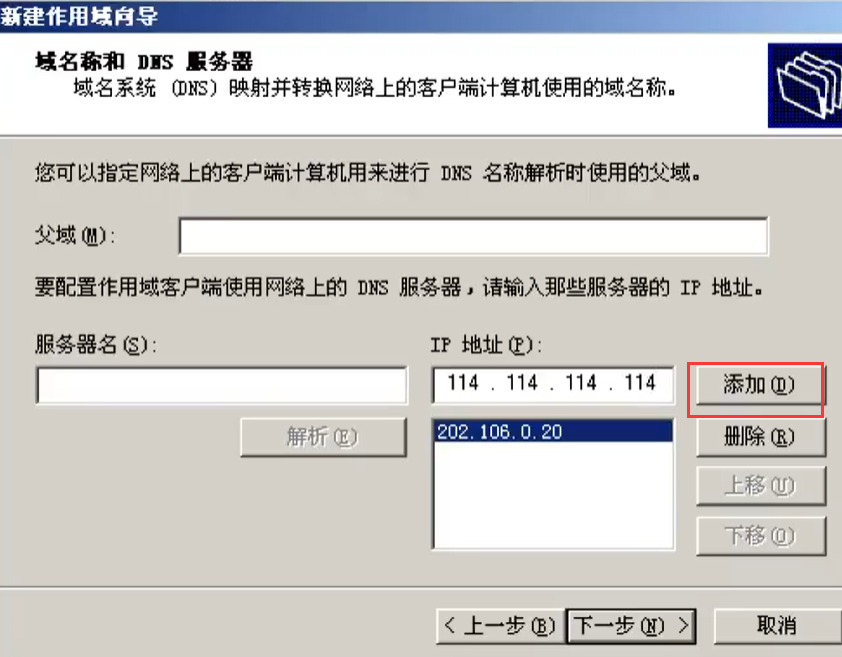 新建作用域向导
域名称和 DNS 服务器
域名系统 (DNS) 映射并转换网络上的客户端计算机使用的域名称。
您可以指定网络上的客户端计算机用来进行 DNS 名称解析时使用的父域。
父域(M):
要配置作用域客户端使用网络上的 DNS 服务器，请输入那些服务器的 IP 地址。
服务器名(S): IP 地址(P):
114 . 114 . 114 . 114 添加(D)
解析(E) 202.106.0.20 删除(R)
上移(U)
下移(O)
< 上一步(B) 下一步(N) > 取消